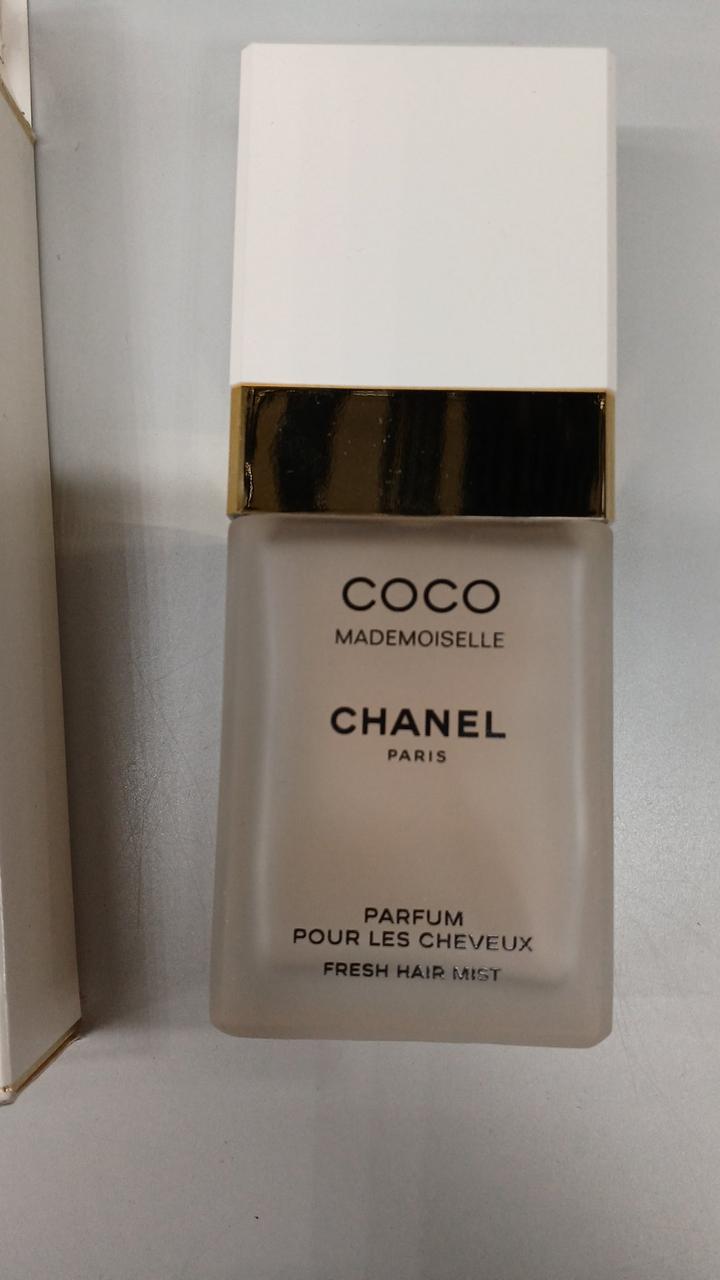 COCO
MADEMOISELLE
CHANEL
PARIS
PARFUM
POUR LES CHEVEUX
FRESH HAIR MIST